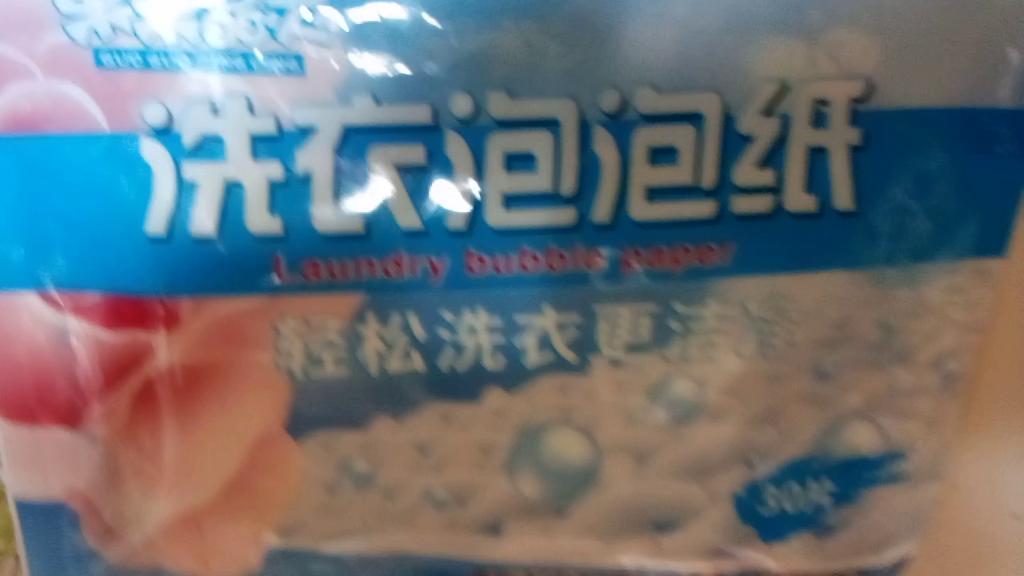 洗衣泡泡纸
Laundry bubble paper
轻松洗衣更洁净
30片